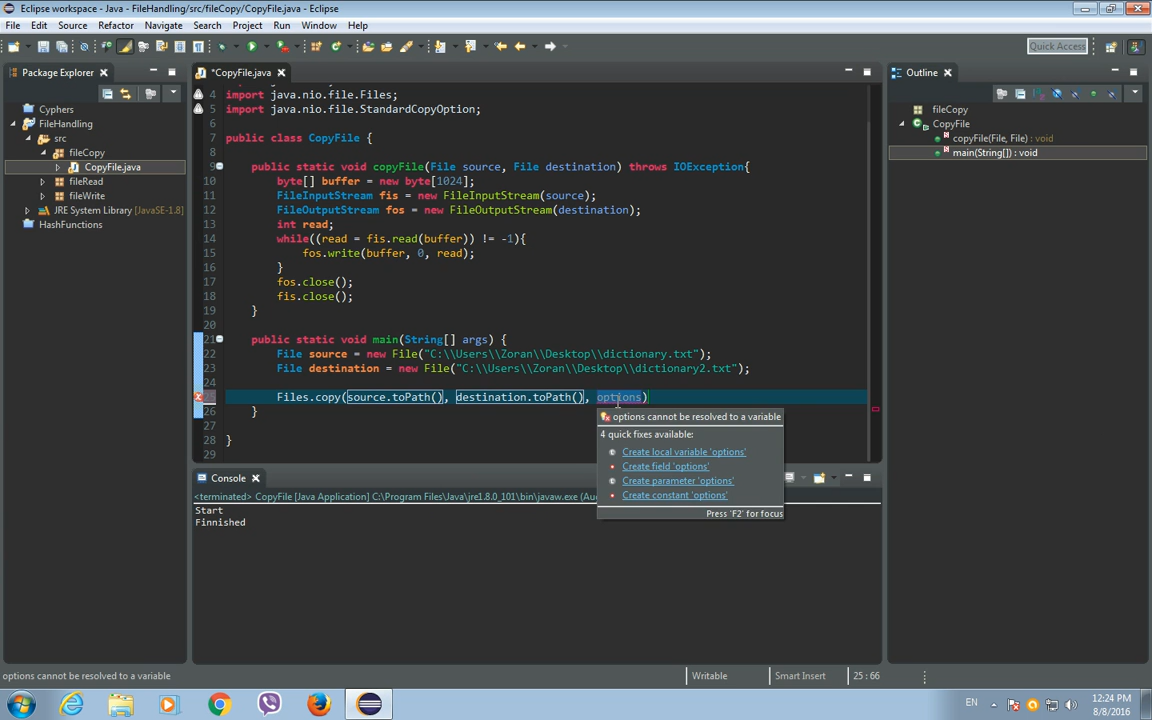 Eclipse workspace - Java - FileHandling/src/fileCopy/CopyFile.java - Eclipse
File Edit Source Refactor Navigate Search Project Run Window Help
Quick Access
Package Explorer
Cyphers
FileHandling
src
fileCopy
CopyFile.java
fileRead
fileWrite
JRE System Library [JavaSE-1.8]
HashFunctions
*CopyFile.java
4 import java.nio.file.Files;
5 import java.nio.file.StandardCopyOption;
6
7 public class CopyFile {
8
9 public static void copyFile(File source, File destination) throws IOException{
10 byte[] buffer = new byte[1024];
11 FileInputStream fis = new FileInputStream(source);
12 FileOutputStream fos = new FileOutputStream(destination);
13 int read;
14 while((read = fis.read(buffer)) != -1){
15 fos.write(buffer, 0, read);
16 }
17 fos.close();
18 fis.close();
19 }
20
21 public static void main(String[] args) {
22 File source = new File("C:\\Users\\Zoran\\Desktop\\dictionary.txt");
23 File destination = new File("C:\\Users\\Zoran\\Desktop\\dictionary2.txt");
24
25 Files.copy(source.toPath(), destination.toPath(), options)
26 }
27
28 }
29
options cannot be resolved to a variable
4 quick fixes available:
Create local variable 'options'
Create field 'options'
Create parameter 'options'
Create constant 'options'
Press 'F2' for focus
Outline
fileCopy
CopyFile
copyFile(File, File) : void
main(String[]) : void
Console
<terminated> CopyFile [Java Application] C:\Program Files\Java\jre1.8.0_101\bin\javaw.exe (Au
Start
Finnished
options cannot be resolved to a variable
Writable
Smart Insert
25 : 66
EN
12:24 PM
8/8/2016